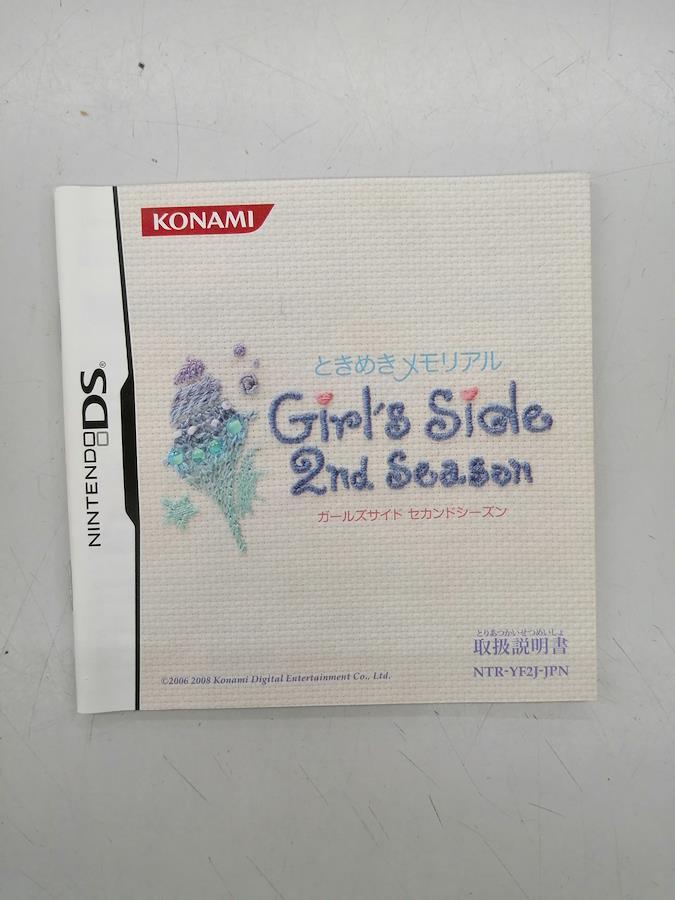 KONAMI
NINTENDO DS®
ときめきメモリアル
Girl's Side
2nd Season
ガールズサイド セカンドシーズン
とりあつかいせつめいしょ
取扱説明書
NTR-YF2J-JPN
©2006 2008 Konami Digital Entertainment Co., Ltd.